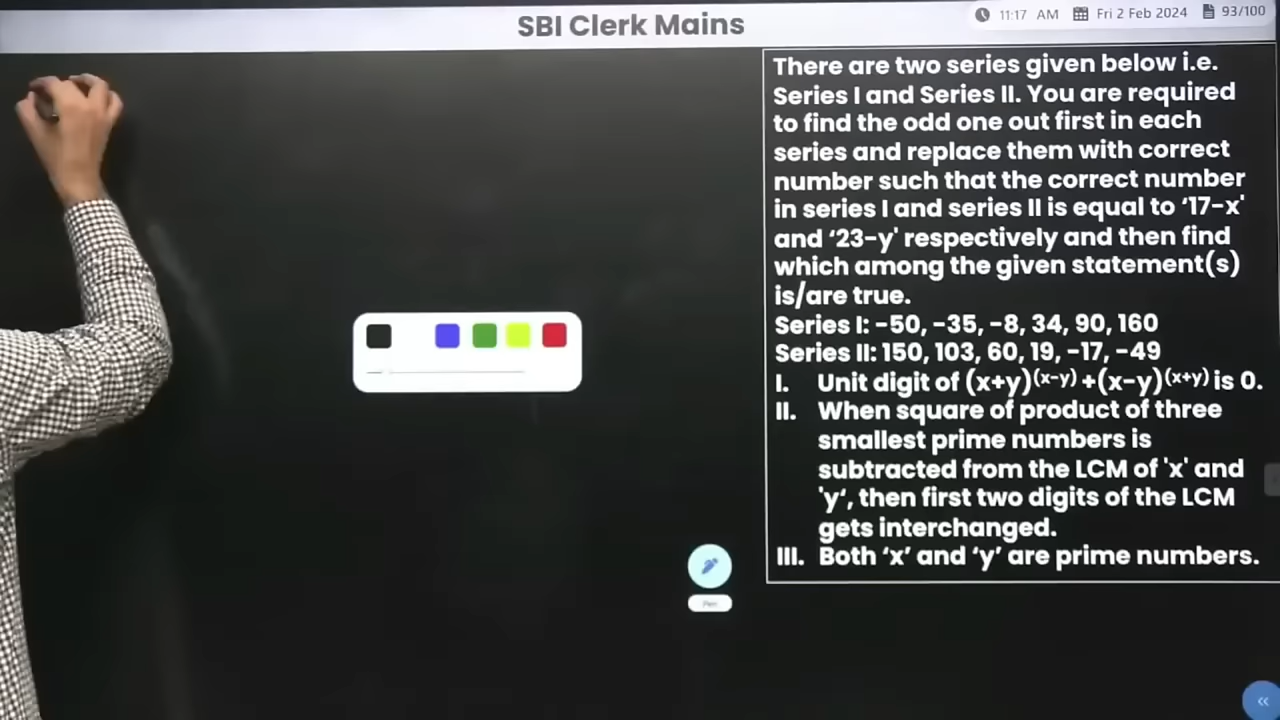 SBI Clerk Mains
11:17 AM Fri 2 Feb 2024 93/100
There are two series given below i.e.
Series I and Series II. You are required
to find the odd one out first in each
series and replace them with correct
number such that the correct number
in series I and series II is equal to ‘17-x'
and ‘23-y' respectively and then find
which among the given statement(s)
is/are true.
Series I: -50, -35, -8, 34, 90, 160
Series II: 150, 103, 60, 19, -17, -49
I. Unit digit of (x+y)⁽ˣ⁻ʸ⁾ +(x-y)⁽ˣ⁺ʸ⁾ is 0.
II. When square of product of three
smallest prime numbers is
subtracted from the LCM of 'x' and
'y‘, then first two digits of the LCM
gets interchanged.
III. Both ‘x’ and ‘y’ are prime numbers.
Pen